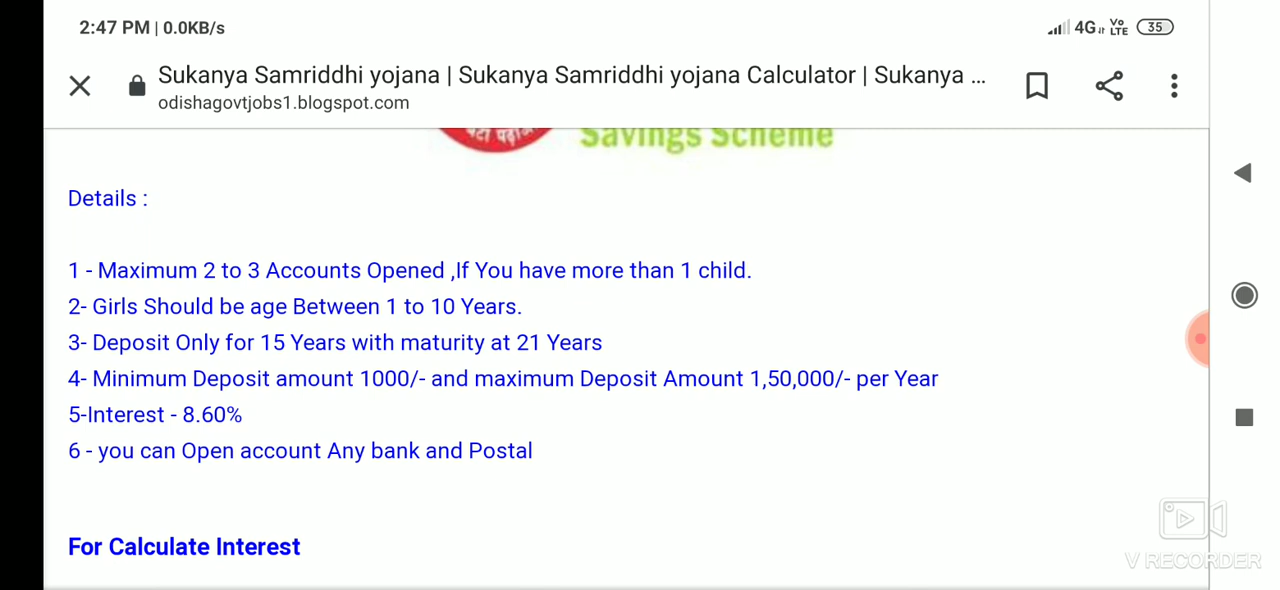 2:47 PM | 0.0KB/s
4G Vo LTE 35
Sukanya Samriddhi yojana | Sukanya Samriddhi yojana Calculator | Sukanya ...
odishagovtjobs1.blogspot.com
Savings Scheme
Details :
1 - Maximum 2 to 3 Accounts Opened ,If You have more than 1 child.
2- Girls Should be age Between 1 to 10 Years.
3- Deposit Only for 15 Years with maturity at 21 Years
4- Minimum Deposit amount 1000/- and maximum Deposit Amount 1,50,000/- per Year
5-Interest - 8.60%
6 - you can Open account Any bank and Postal
For Calculate Interest
V RECORDER